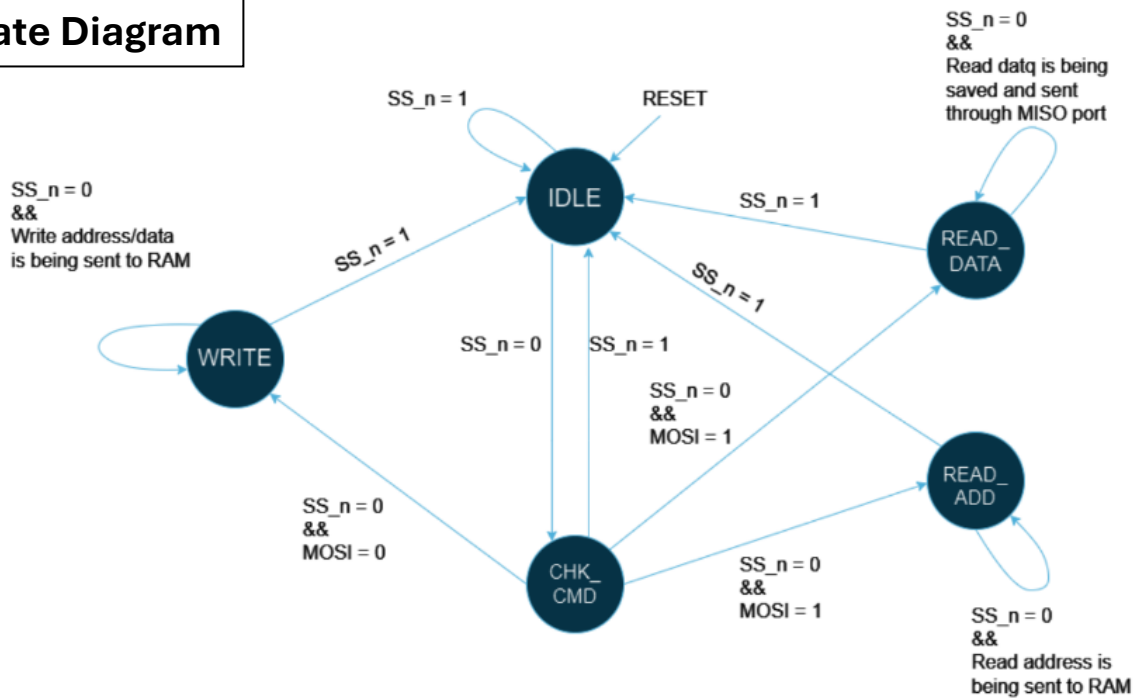 ate Diagram
SS_n = 0
&&
Read datq is being
saved and sent
through MISO port
SS_n = 1
RESET
IDLE
SS_n = 0
&&
Write address/data
is being sent to RAM
SS_n = 1
SS_n = 1
READ_
DATA
SS_n = 1
WRITE
SS_n = 0
SS_n = 1
SS_n = 0
&&
MOSI = 1
READ_
ADD
SS_n = 0
&&
MOSI = 0
CHK_
CMD
SS_n = 0
&&
MOSI = 1
SS_n = 0
&&
Read address is
being sent to RAM